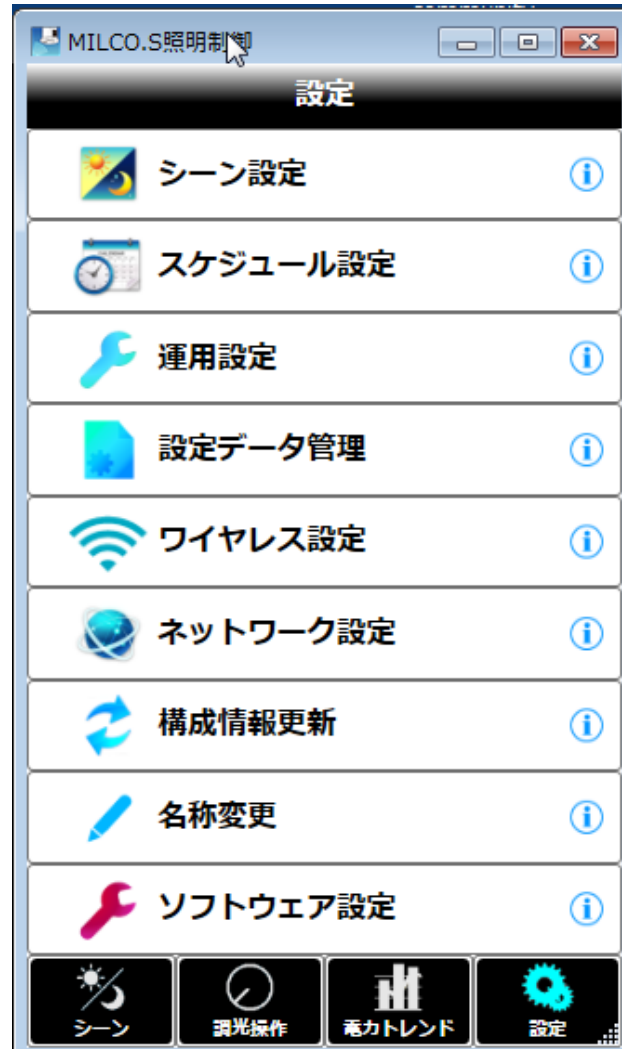 MILCO.S照明制御
設定
シーン設定
スケジュール設定
運用設定
設定データ管理
ワイヤレス設定
ネットワーク設定
構成情報更新
名称変更
ソフトウェア設定
シーン
調光操作
電力トレンド
設定